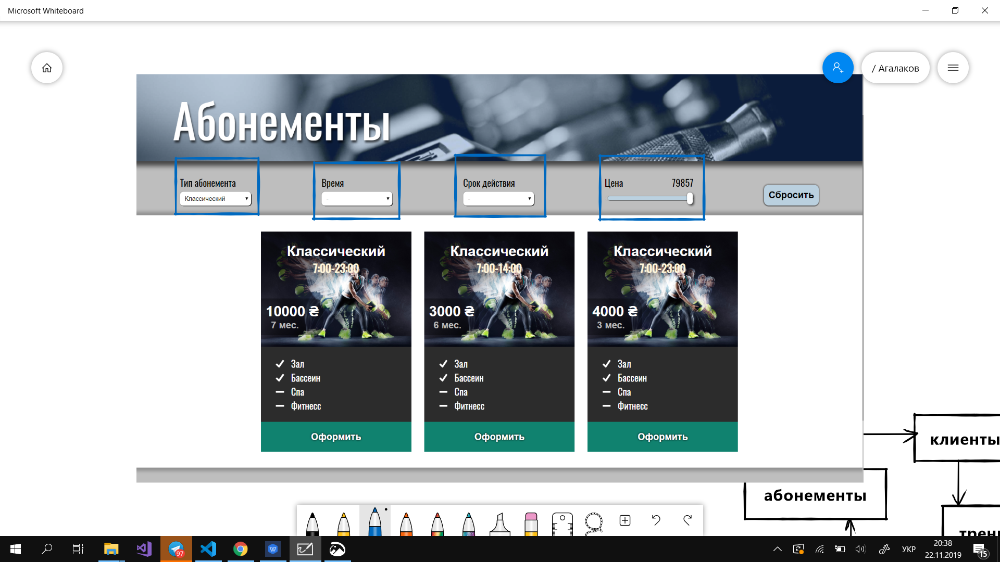 Microsoft Whiteboard
/ Агалаков
Абонементы
Тип абонемента
Классический
Время
-
Срок действия
-
Цена 79857
Сбросить
Классический
7:00-23:00
10000 ₴
7 мес.
Зал
Бассеин
Спа
Фитнесс
Оформить
Классический
7:00-14:00
3000 ₴
6 мес.
Зал
Бассеин
Спа
Фитнесс
Оформить
Классический
7:00-23:00
4000 ₴
3 мес.
Зал
Бассеин
Спа
Фитнесс
Оформить
клиенты
абонементы
трен
97
УКР
20:38
22.11.2019
15